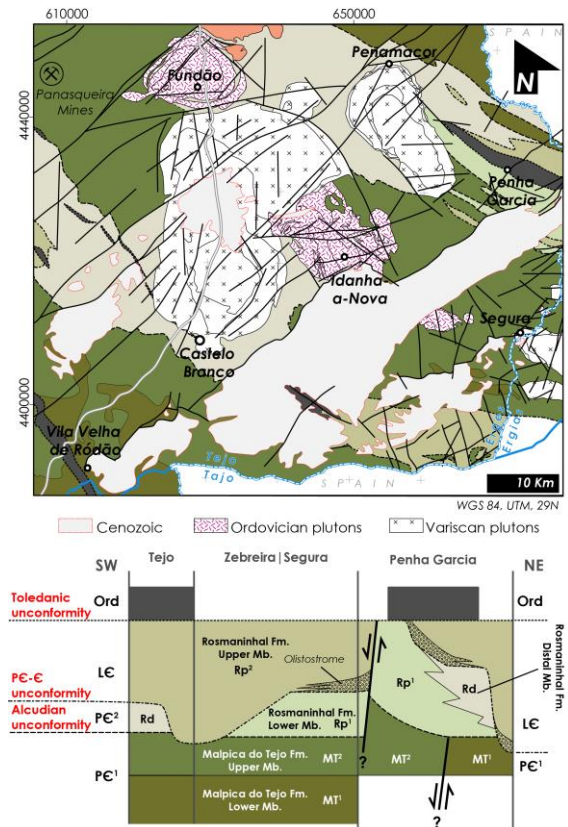 610000
650000
S P A I N
Penamacor
Fundão
Panasqueira
Mines
N
4440000
Penha
Garcia
Idanha-
a-Nova
Segura
Castelo
Branco
4400000
Erges
Ergios
Vila Velha
de Ródão
Tejo
Tajo
S P A I N
10 Km
WGS 84, UTM, 29N
Cenozoic
Ordovician plutons
Variscan plutons
SW
Tejo
Zebreira|Segura
Penha Garcia
NE
Toledanic
unconformity
Ord
Ord
Rosmaninhal Fm.
Upper Mb.
Rp²
Olistostrome
LЄ
PЄ-Є
unconformity
Alcudian
unconformity
PЄ²
Rd
Rosmaninhal Fm.
Lower Mb. Rp¹
Rp¹
Rd
Rosmaninhal Fm.
Distal Mb.
LЄ
Malpica do Tejo Fm.
Upper Mb. MT²
?
MT²
MT¹
PЄ¹
PЄ¹
Malpica do Tejo Fm.
Lower Mb. MT¹
?